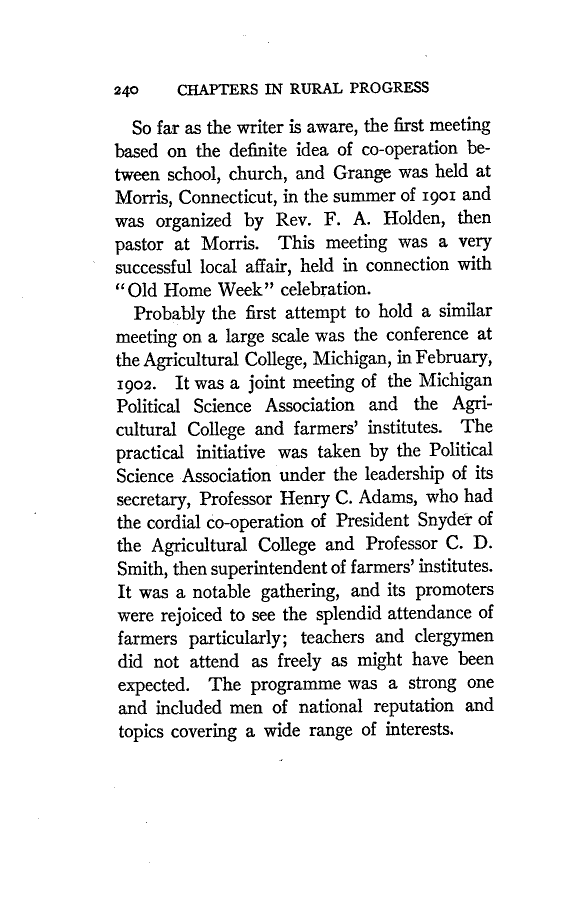 240 CHAPTERS IN RURAL PROGRESS
So far as the writer is aware, the first meeting
based on the definite idea of co-operation be-
tween school, church, and Grange was held at
Morris, Connecticut, in the summer of 1901 and
was organized by Rev. F. A. Holden, then
pastor at Morris. This meeting was a very
successful local affair, held in connection with
“Old Home Week” celebration.
Probably the first attempt to hold a similar
meeting on a large scale was the conference at
the Agricultural College, Michigan, in February,
1902. It was a joint meeting of the Michigan
Political Science Association and the Agri-
cultural College and farmers’ institutes. The
practical initiative was taken by the Political
Science Association under the leadership of its
secretary, Professor Henry C. Adams, who had
the cordial co-operation of President Snyder of
the Agricultural College and Professor C. D.
Smith, then superintendent of farmers’ institutes.
It was a notable gathering, and its promoters
were rejoiced to see the splendid attendance of
farmers particularly; teachers and clergymen
did not attend as freely as might have been
expected. The programme was a strong one
and included men of national reputation and
topics covering a wide range of interests.